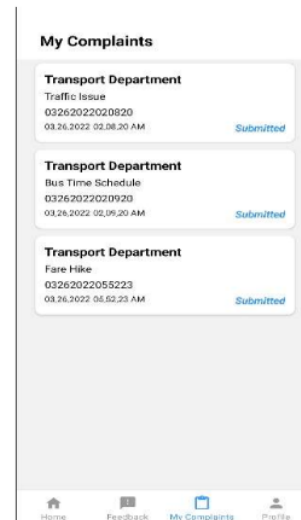 My Complaints
Transport Department
Traffic Issue
03262022020820
03,26,2022 02,08,20 AM
Submitted
Transport Department
Bus Time Schedule
03262022020920
03,26,2022 02,09,20 AM
Submitted
Transport Department
Fare Hike
03262022055223
03,26,2022 05,52,23 AM
Submitted
Home
Feedback
My Complaints
Profile